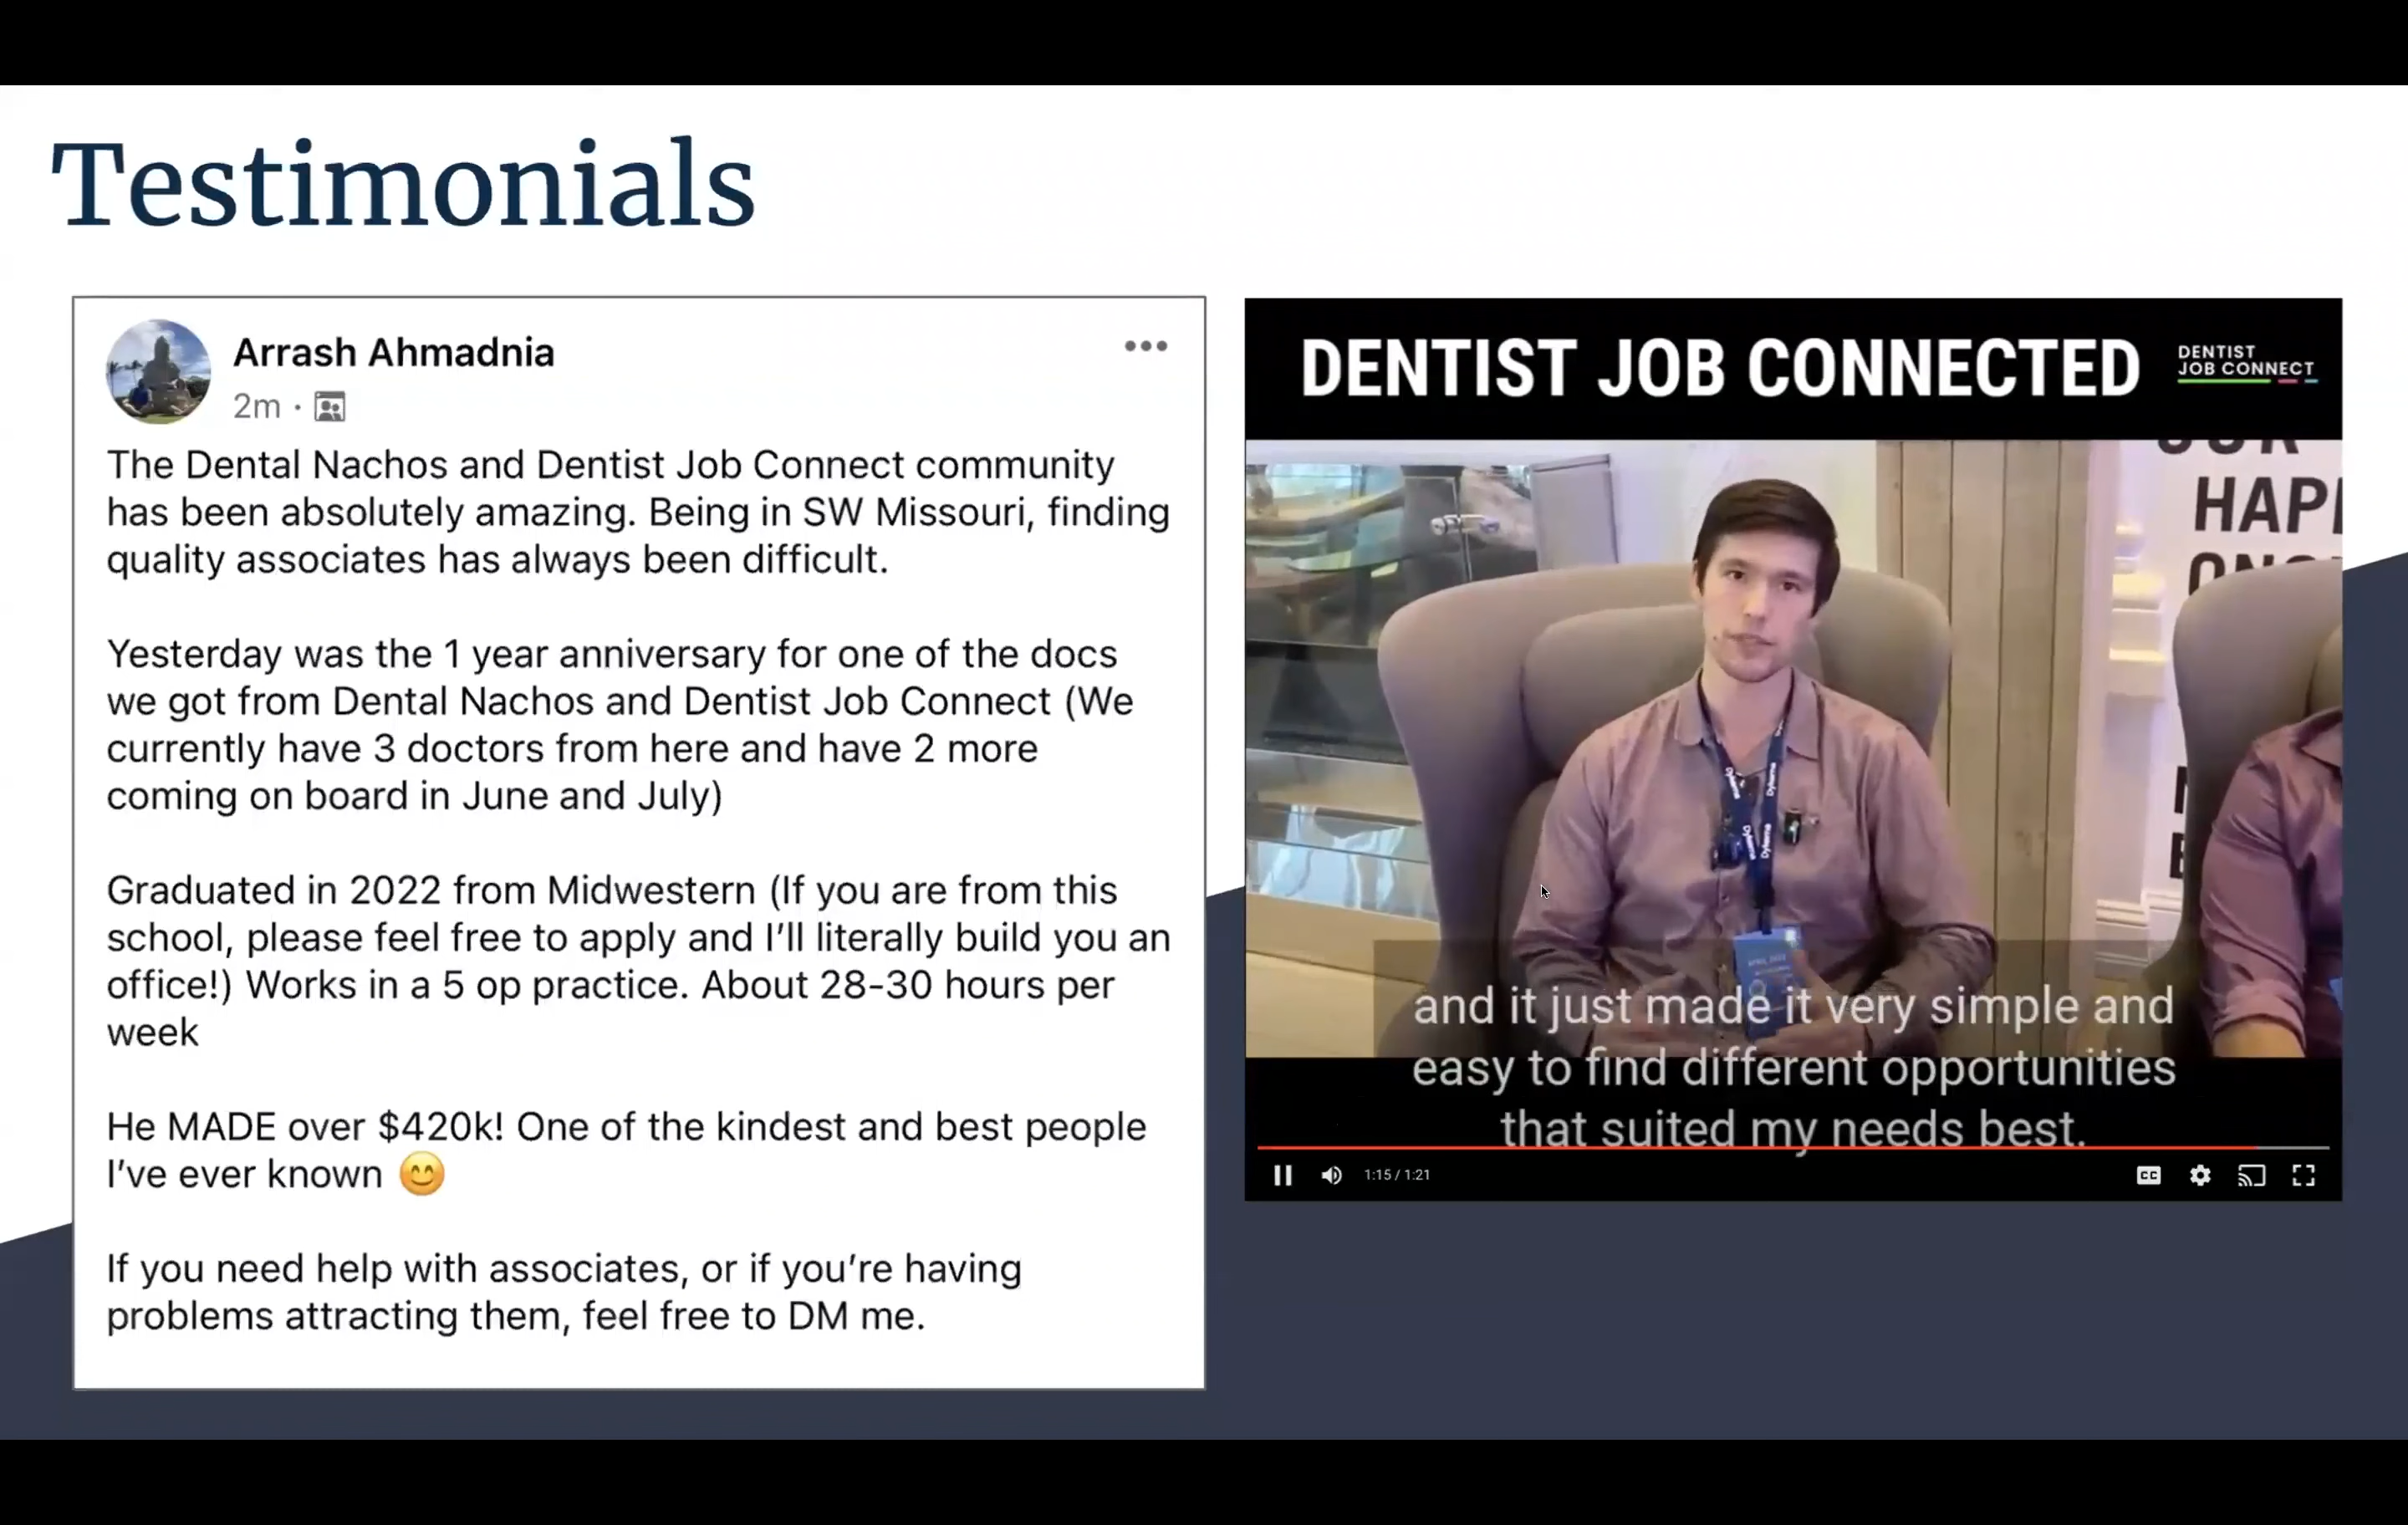 Testimonials
Arrash Ahmadnia
2m ·
The Dental Nachos and Dentist Job Connect community
has been absolutely amazing. Being in SW Missouri, finding
quality associates has always been difficult.
Yesterday was the 1 year anniversary for one of the docs
we got from Dental Nachos and Dentist Job Connect (We
currently have 3 doctors from here and have 2 more
coming on board in June and July)
Graduated in 2022 from Midwestern (If you are from this
school, please feel free to apply and I’ll literally build you an
office!) Works in a 5 op practice. About 28-30 hours per
week
He MADE over $420k! One of the kindest and best people
I’ve ever known 😊
If you need help with associates, or if you’re having
problems attracting them, feel free to DM me.
DENTIST JOB CONNECTED
DENTIST
JOB CONNECT
Dykema
Dykema
Dykema
Dykema
and it just made it very simple and
easy to find different opportunities
that suited my needs best.
1:15 / 1:21
CC